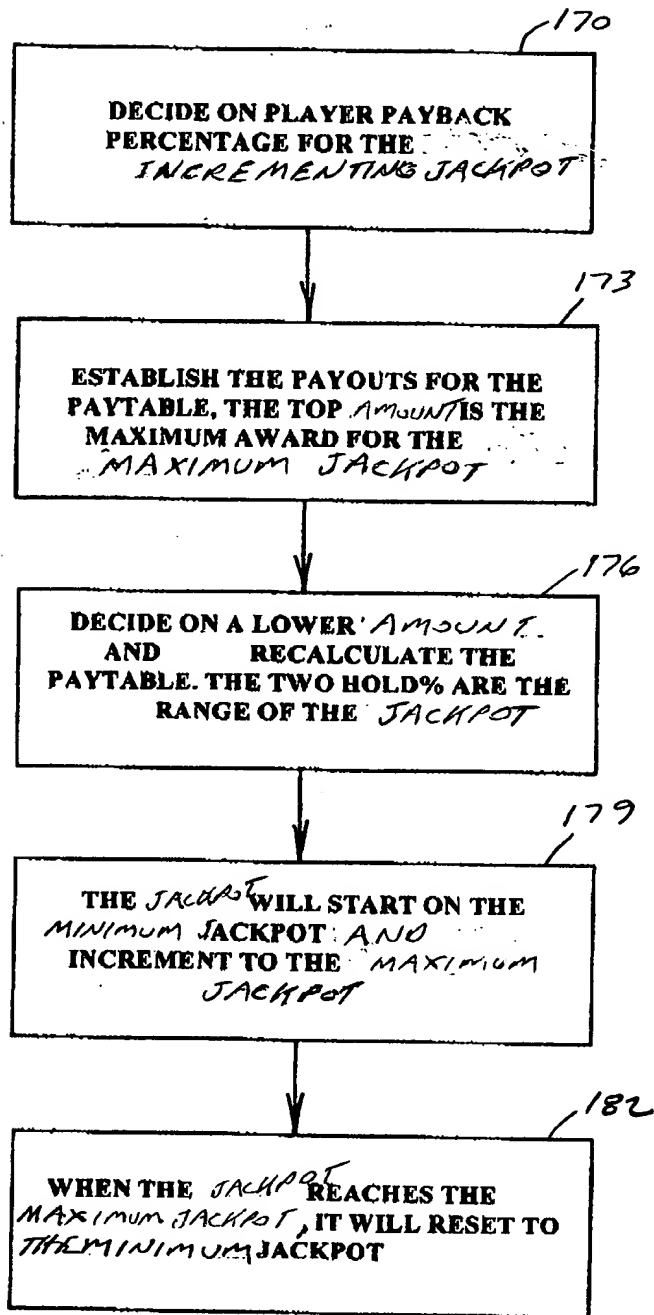 170
DECIDE ON PLAYER PAYBACK
PERCENTAGE FOR THE
INCREMENTING JACKPOT
173
ESTABLISH THE PAYOUTS FOR THE
PAYTABLE, THE TOP AMOUNT IS THE
MAXIMUM AWARD FOR THE
MAXIMUM JACKPOT
176
DECIDE ON A LOWER AMOUNT
AND RECALCULATE THE
PAYTABLE. THE TWO HOLD% ARE THE
RANGE OF THE JACKPOT
179
THE JACKPOT WILL START ON THE
MINIMUM JACKPOT AND
INCREMENT TO THE MAXIMUM
JACKPOT
182
WHEN THE JACKPOT REACHES THE
MAXIMUM JACKPOT, IT WILL RESET TO
THE MINIMUM JACKPOT